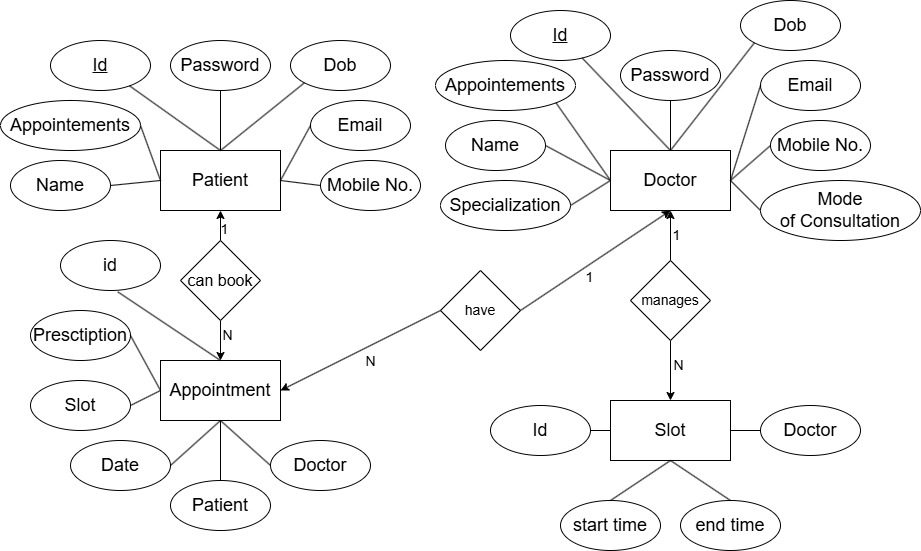 Id
Password
Dob
Appointements
Email
Name
Patient
Mobile No.
1
can book
N
id
Presctiption
Slot
Appointment
Date
Doctor
Patient
Id
Dob
Password
Appointements
Email
Name
Mobile No.
Doctor
Specialization
Mode
of Consultation
1
1
manages
have
N
N
Id
Slot
Doctor
start time
end time